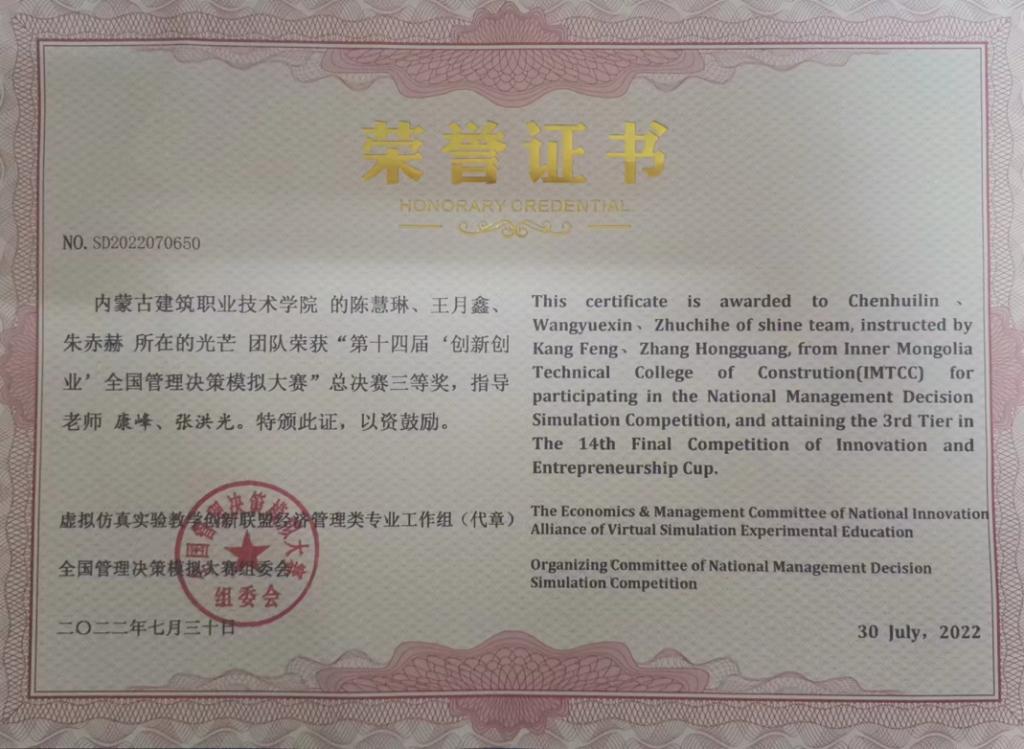 荣誉证书
HONORARY CREDENTIAL
NO. SD2022070650
内蒙古建筑职业技术学院 的陈慧琳、王月鑫、
朱赤赫 所在的光芒 团队荣获“第十四届‘创新创
业’全国管理决策模拟大赛”总决赛三等奖，指导
老师 康峰、张洪光。特颁此证，以资鼓励。
This certificate is awarded to Chenhuilin 、
Wangyuexin、Zhuchihe of shine team, instructed by
Kang Feng、Zhang Hongguang, from Inner Mongolia
Technical College of Constrution(IMTCC) for
participating in the National Management Decision
Simulation Competition, and attaining the 3rd Tier in
The 14th Final Competition of Innovation and
Entrepreneurship Cup.
虚拟仿真实验教学创新联盟经济管理类专业工作组（代章）
全国管理决策模拟大赛组委会
二〇二二年七月三十日
全国管理决策模拟大赛
组委会
The Economics & Management Committee of National Innovation
Alliance of Virtual Simulation Experimental Education
Organizing Committee of National Management Decision
Simulation Competition
30 July，2022